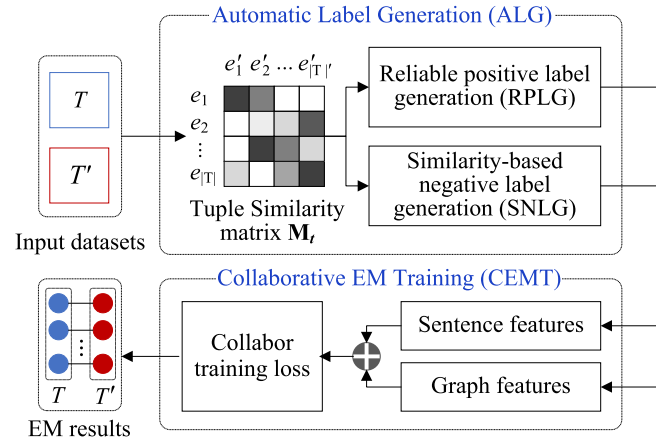 Automatic Label Generation (ALG)
T
T′
Input datasets
e′1 e′2 ... e′|T|′
e1
e2
⋮
e|T|
Tuple Similarity
matrix Mt
Reliable positive label
generation (RPLG)
Similarity-based
negative label
generation (SNLG)
Collaborative EM Training (CEMT)
Sentence features
Graph features
Collabor
training loss
⋮
T T′
EM results